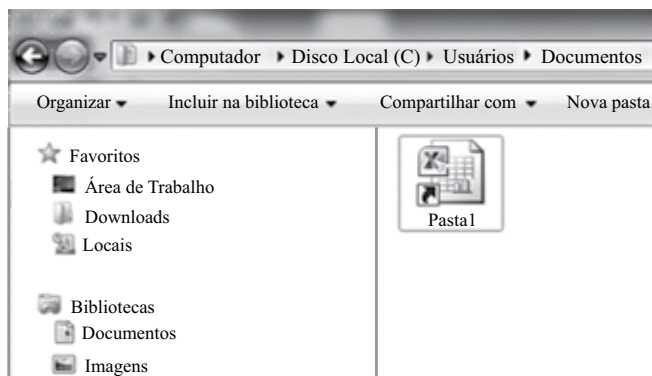 Computador Disco Local (C) Usuários Documentos
Organizar Incluir na biblioteca Compartilhar com Nova pasta
Favoritos
Área de Trabalho
Downloads
Locais
Bibliotecas
Documentos
Imagens
Pasta1